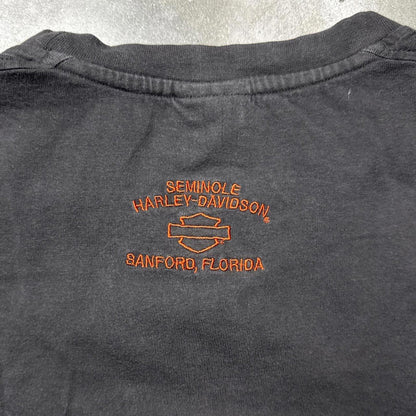 SEMINOLE
HARLEY-DAVIDSON
SANFORD, FLORIDA